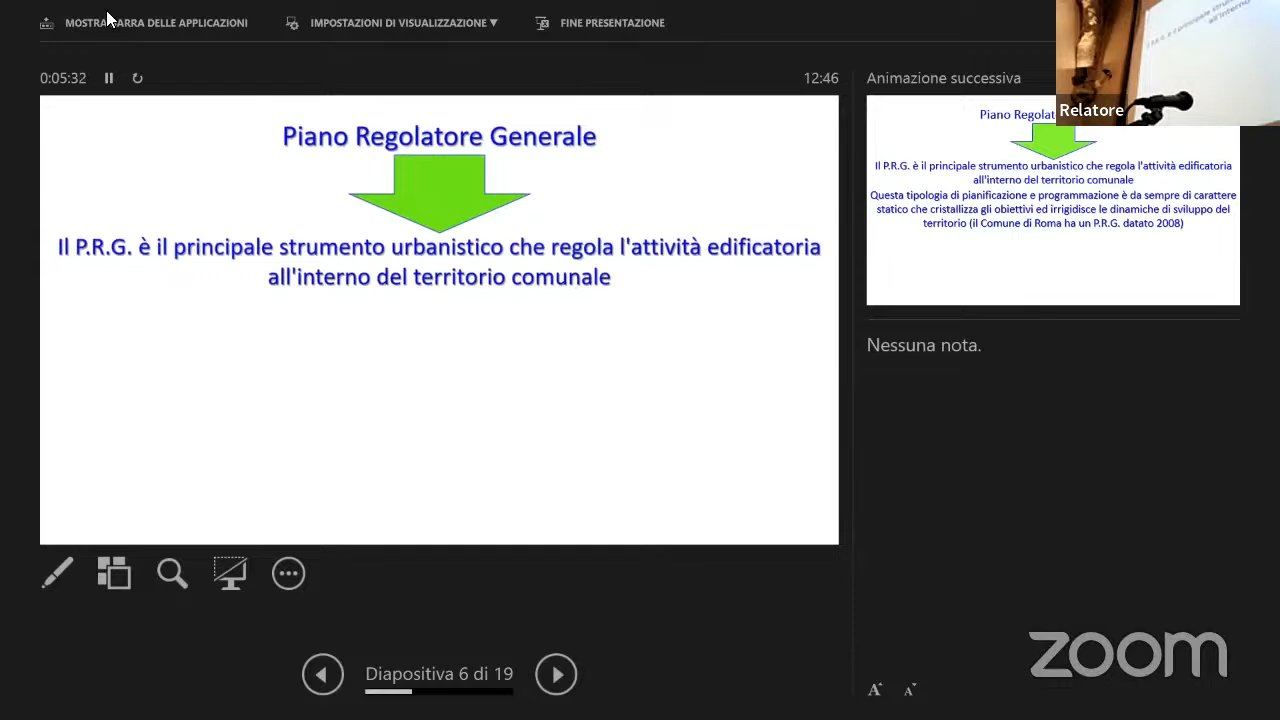 MOSTRA BARRA DELLE APPLICAZIONI
IMPOSTAZIONI DI VISUALIZZAZIONE ▼
FINE PRESENTAZIONE
0:05:32
12:46
Piano Regolatore Generale
Il P.R.G. è il principale strumento urbanistico che regola l'attività edificatoria
all'interno del territorio comunale
Diapositiva 6 di 19
Animazione successiva
Piano Regolat
Il P.R.G. è il principale strumento urbanistico che regola l'attività edificatoria
all'interno del territorio comunale
Questa tipologia di pianificazione e programmazione è da sempre di carattere
statico che cristallizza gli obiettivi ed irrigidisce le dinamiche di sviluppo del
territorio (il Comune di Roma ha un P.R.G. datato 2008)
Nessuna nota.
A A
Relatore
all'interno
zoom